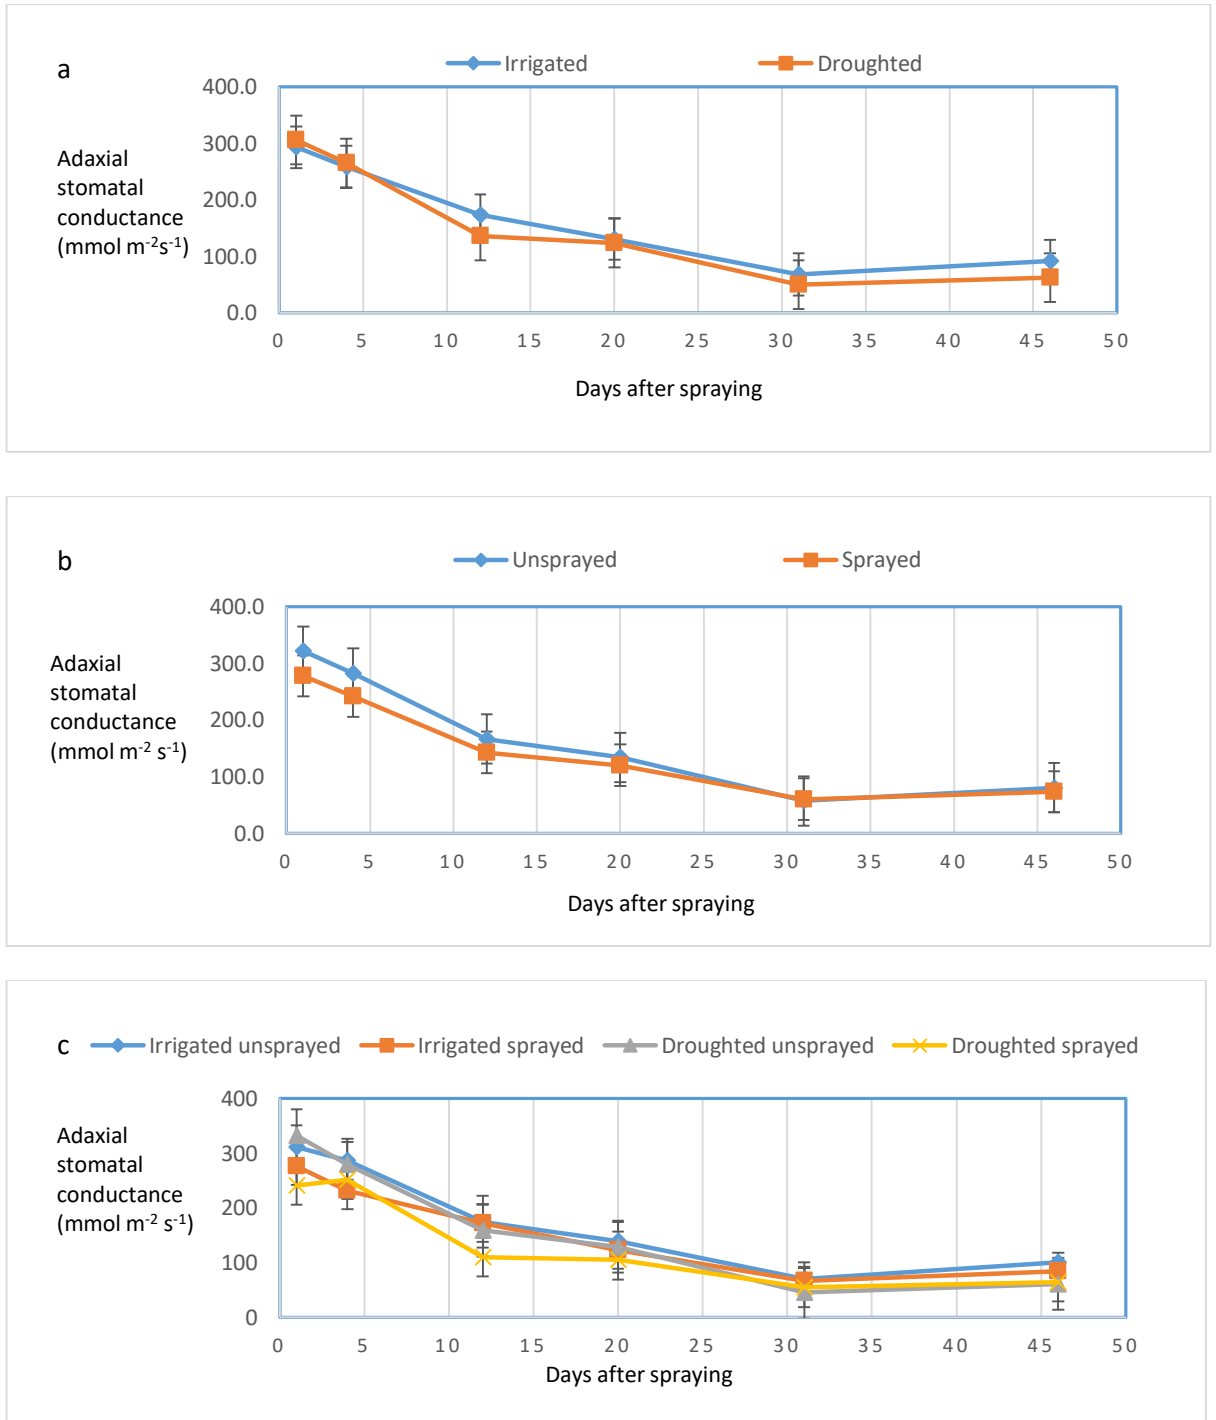 a
Irrigated Droughted
400.0
300.0
200.0
100.0
0.0
Adaxial
stomatal
conductance
(mmol m⁻²s⁻¹)
0 5 10 15 20 25 30 35 40 45 50
Days after spraying
b
Unsprayed Sprayed
400.0
300.0
200.0
100.0
0.0
Adaxial
stomatal
conductance
(mmol m⁻² s⁻¹)
0 5 10 15 20 25 30 35 40 45 50
Days after spraying
c
Irrigated unsprayed Irrigated sprayed Droughted unsprayed Droughted sprayed
400
300
200
100
0
Adaxial
stomatal
conductance
(mmol m⁻² s⁻¹)
0 5 10 15 20 25 30 35 40 45 50
Days after spraying